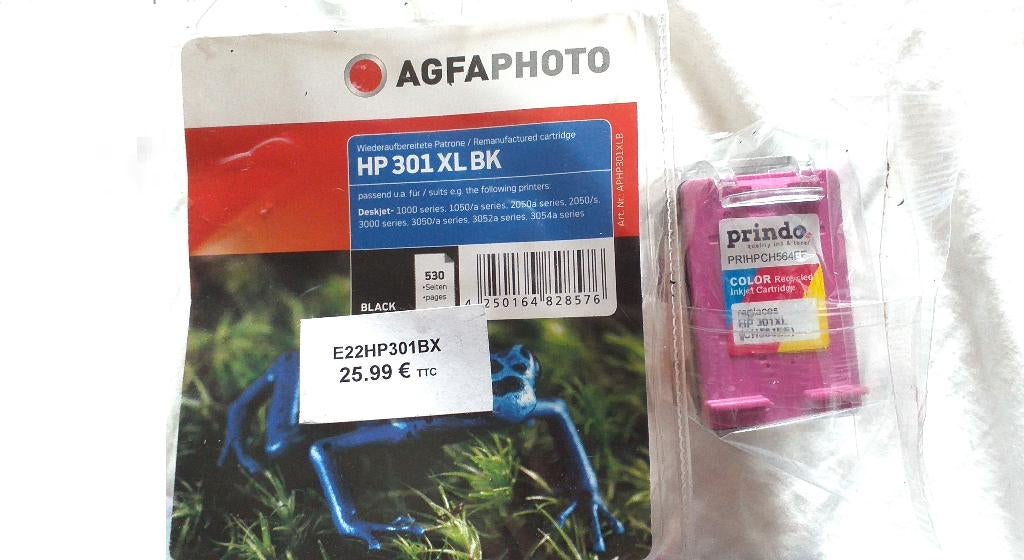 AGFAPHOTO
Wiederaufbereitete Patrone / Remanufactured cartridge
HP 301 XL BK
passend u.a. für / suits e.g. the following printers:
Deskjet- 1000 series, 1050/a series, 2050a series, 2050/s,
3000 series, 3050/a series, 3052a series, 3054a series
Art. Nr. APHP301XLB
530
•Seiten
•pages
BLACK
4 250164 828576
E22HP301BX
25.99 € TTC
prindo
quality ink & toner
PRIHPCH564EE
COLOR Recycled
Inkjet Cartridge
replaces
HP 301XL